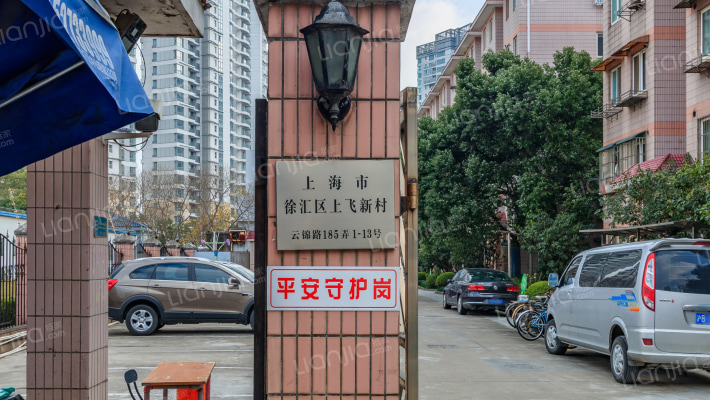 上海市
徐汇区上飞新村
云锦路185弄1-13号
平安守护岗